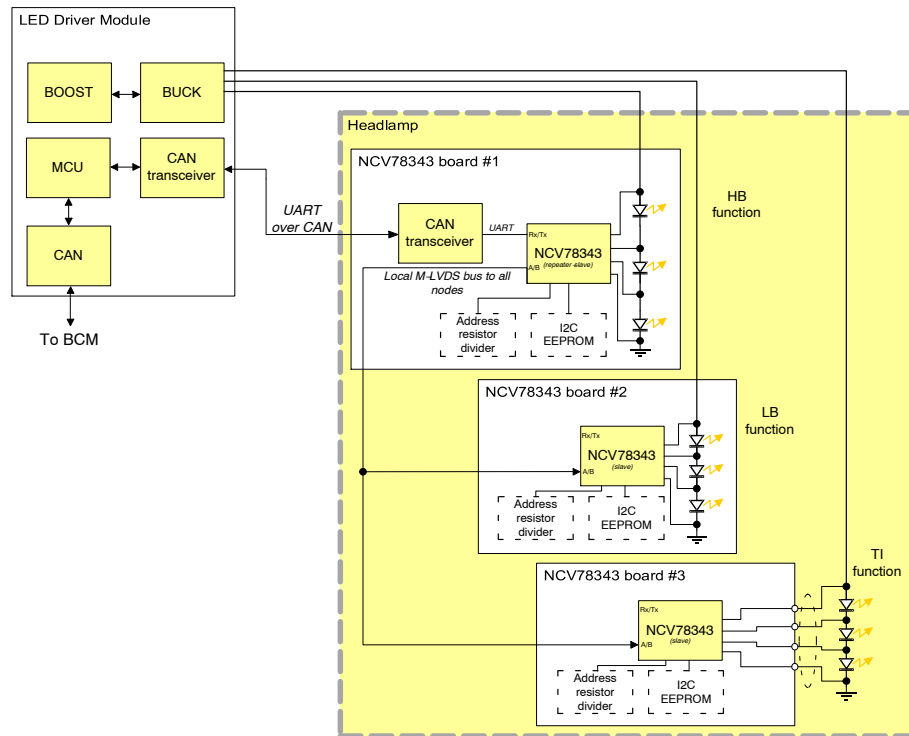 LED Driver Module
BOOST
BUCK
MCU
CAN
transceiver
CAN
To BCM
UART
over CAN
Headlamp
NCV78343 board #1
CAN
transceiver
UART
Rx/Tx
NCV78343
(repeater-slave)
A/B
Local M-LVDS bus to all
nodes
Address
resistor
divider
I2C
EEPROM
HB
function
NCV78343 board #2
Rx/Tx
NCV78343
(slave)
A/B
Address
resistor
divider
I2C
EEPROM
LB
function
NCV78343 board #3
Rx/Tx
NCV78343
(slave)
A/B
Address
resistor
divider
I2C
EEPROM
TI
function